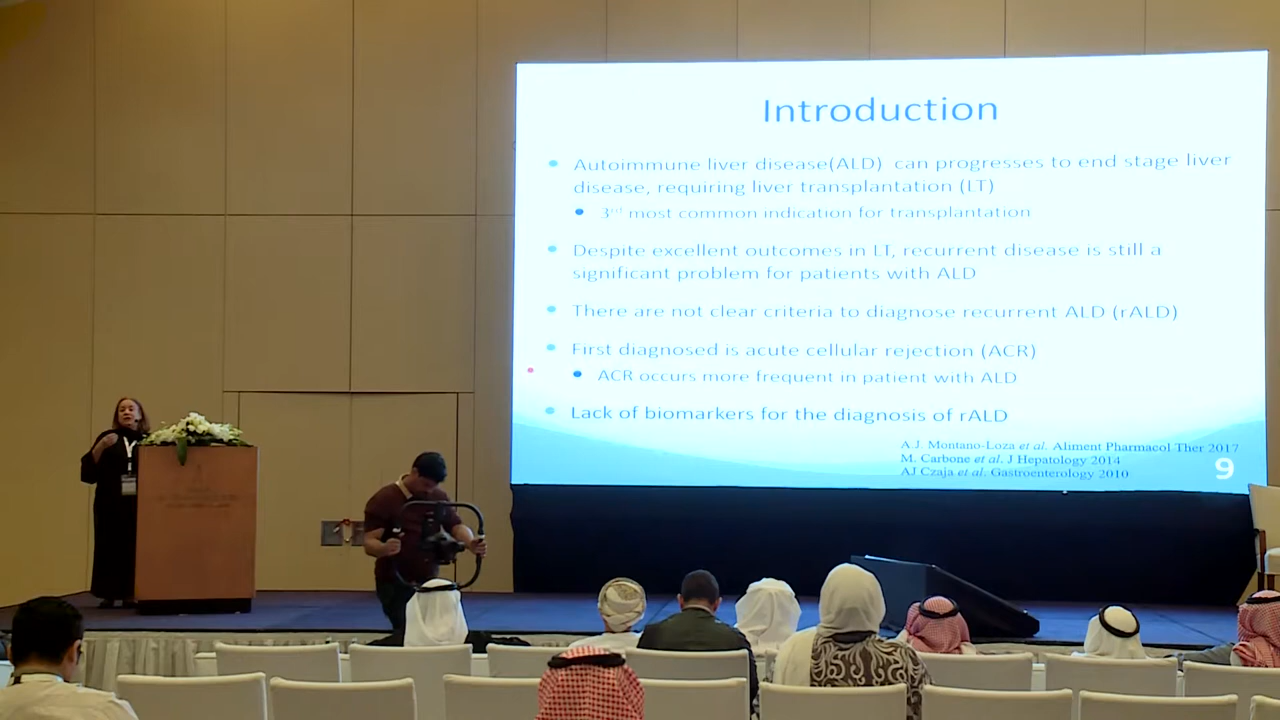 Introduction
Autoimmune liver disease(ALD) can progresses to end stage liver
disease, requiring liver transplantation (LT)
3rd most common indication for transplantation
Despite excellent outcomes in LT, recurrent disease is still a
significant problem for patients with ALD
There are not clear criteria to diagnose recurrent ALD (rALD)
First diagnosed is acute cellular rejection (ACR)
ACR occurs more frequent in patient with ALD
Lack of biomarkers for the diagnosis of rALD
A.J. Montano-Loza et al. Aliment Pharmacol Ther 2017
M. Carbone et al. J Hepatology 2014
AJ Czaja et al. Gastroenterology 2010
9